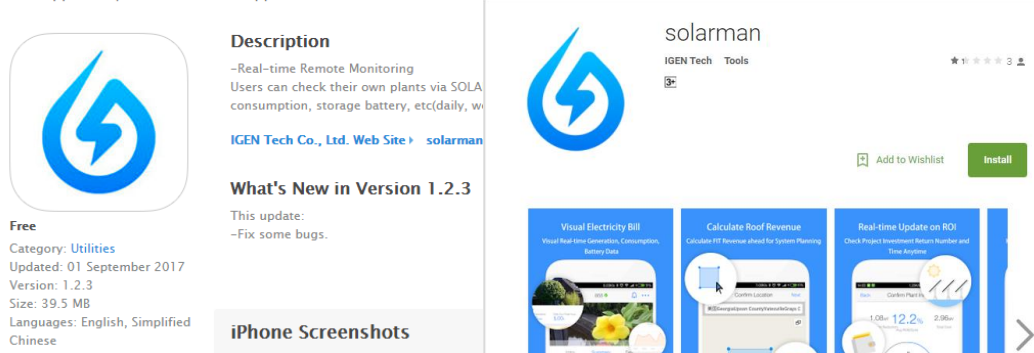 Description
-Real-time Remote Monitoring
Users can check their own plants via SOLA
consumption, storage battery, etc(daily, w
IGEN Tech Co., Ltd. Web Site
solarman
What's New in Version 1.2.3
This update:
-Fix some bugs.
iPhone Screenshots
Free
Category: Utilities
Updated: 01 September 2017
Version: 1.2.3
Size: 39.5 MB
Languages: English, Simplified
Chinese
solarman
IGEN Tech Tools
3
3+
Add to Wishlist
Install
Visual Electricity Bill
Visual Real-time Generation, Consumption,
Battery Data
Calculate Roof Revenue
Calculate FIT Revenue ahead for System Planning
Confirm Location
Next
Real-time Update on ROI
Check Project Investment Return Number and
Time Anytime
Back
12.2%